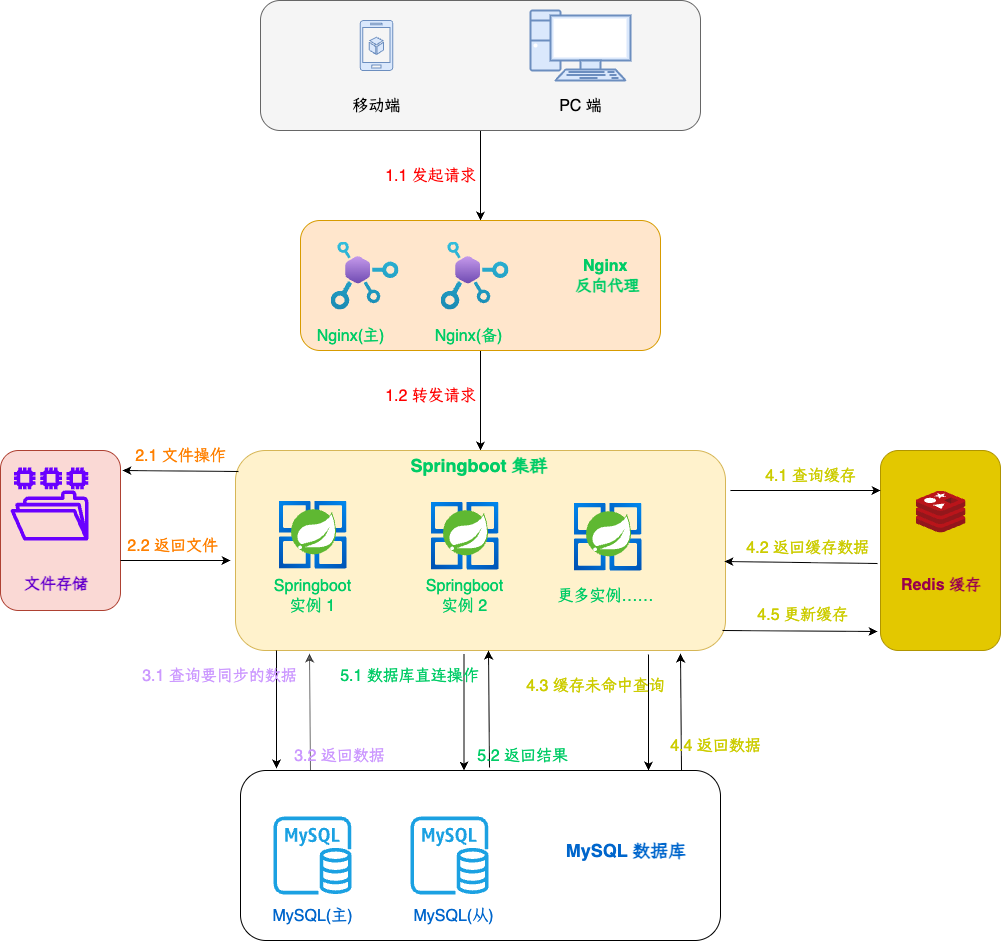 移动端
PC 端
1.1 发起请求
Nginx
反向代理
Nginx(主)
Nginx(备)
1.2 转发请求
2.1 文件操作
2.2 返回文件
文件存储
Springboot 集群
Springboot
实例 1
Springboot
实例 2
更多实例......
4.1 查询缓存
4.2 返回缓存数据
4.5 更新缓存
Redis 缓存
3.1 查询要同步的数据
5.1 数据库直连操作
4.3 缓存未命中查询
3.2 返回数据
5.2 返回结果
4.4 返回数据
MySQL
MySQL
MySQL 数据库
MySQL(主)
MySQL(从)